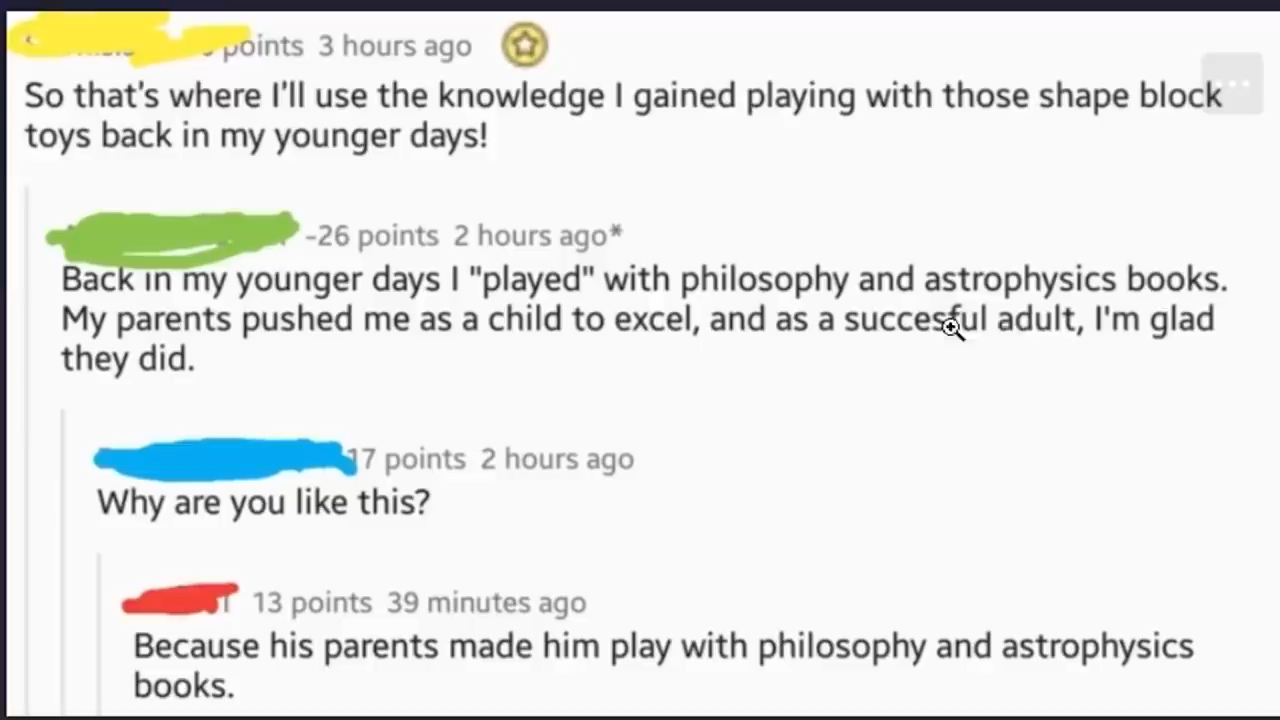 points 3 hours ago
So that's where I'll use the knowledge I gained playing with those shape block
toys back in my younger days!
-26 points 2 hours ago*
Back in my younger days I "played" with philosophy and astrophysics books.
My parents pushed me as a child to excel, and as a succesful adult, I'm glad
they did.
17 points 2 hours ago
Why are you like this?
13 points 39 minutes ago
Because his parents made him play with philosophy and astrophysics
books.